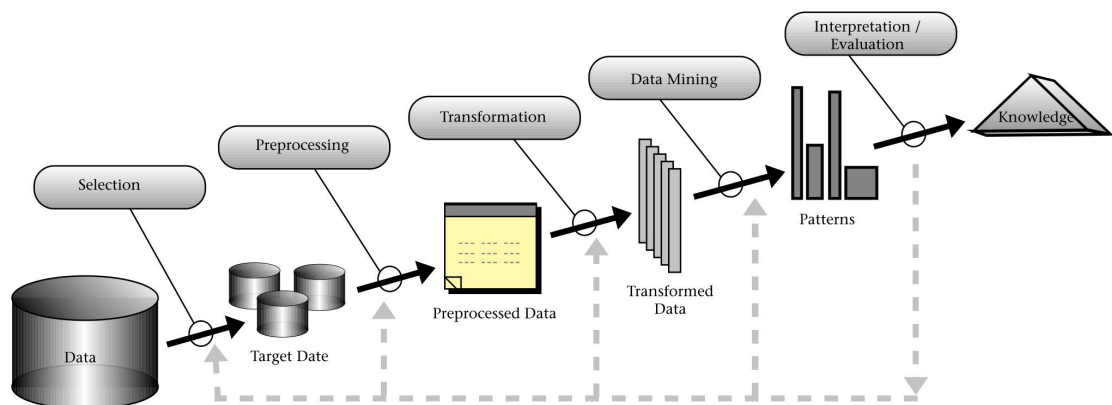 Interpretation /
Evaluation
Data Mining
Transformation
Preprocessing
Selection
Data
Target Date
Preprocessed Data
Transformed
Data
Patterns
Knowledge